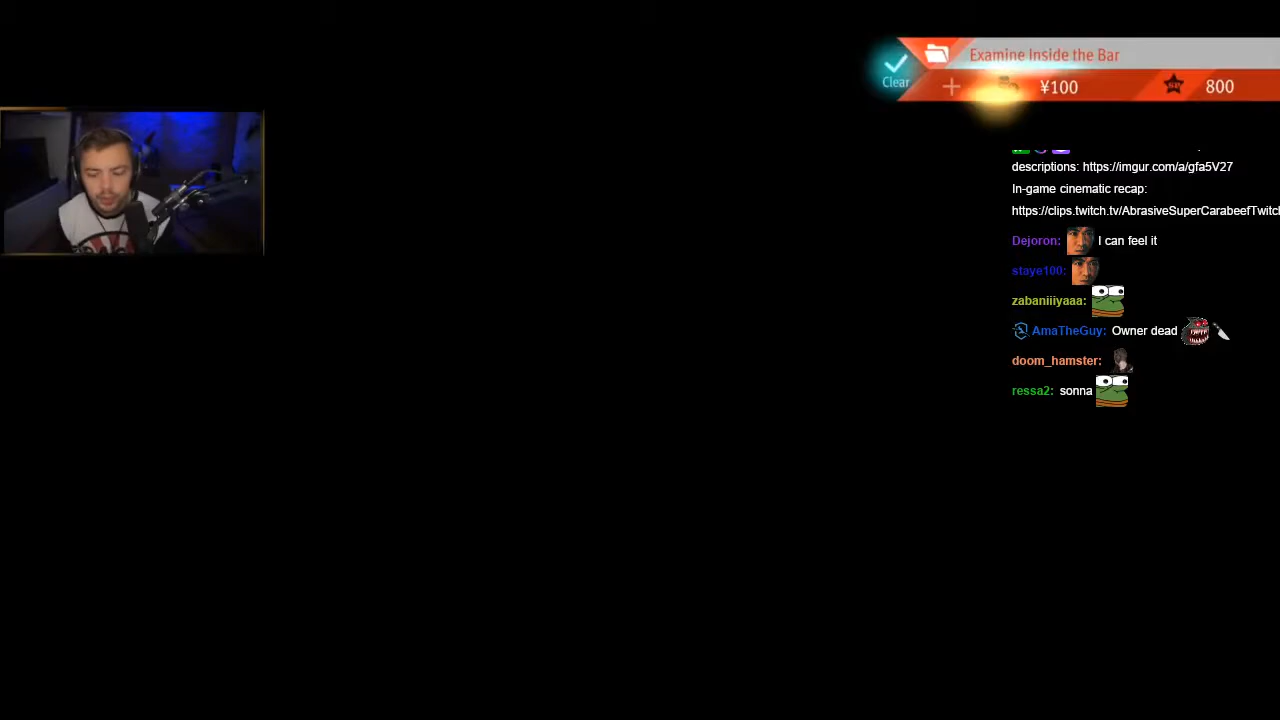 Examine Inside the Bar
Clear
¥100
800
descriptions: https://imgur.com/a/gfa5V27
In-game cinematic recap:
https://clips.twitch.tv/AbrasiveSuperCarabeefTwitch
Dejoron: I can feel it
staye100:
zabaniiiyaaa:
AmaTheGuy: Owner dead
doom_hamster:
ressa2: sonna